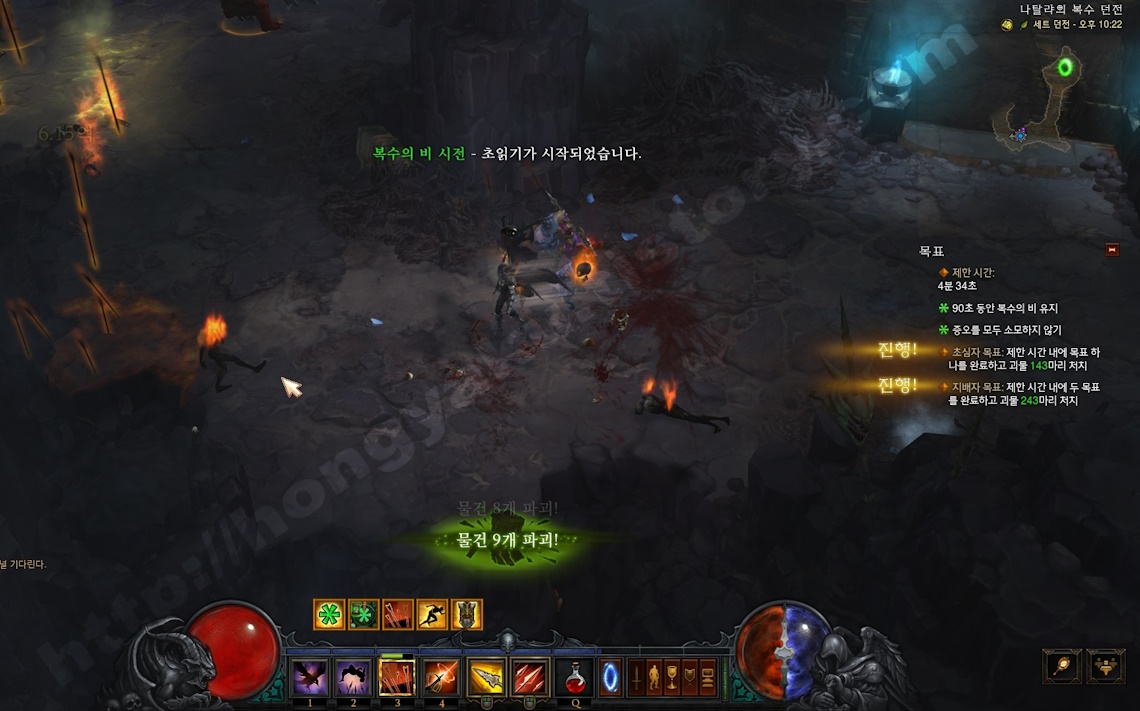 나탈랴의 복수 던전
세트 던전 - 오후 10:22
복수의 비 시전 - 초읽기가 시작되었습니다.
목표
제한 시간:
4분 34초
90초 동안 복수의 비 유지
증오를 모두 소모하지 않기
진행!
초심자 목표: 제한 시간 내에 목표 하
나를 완료하고 괴물 143마리 처치
진행!
지배자 목표: 제한 시간 내에 두 목표
를 완료하고 괴물 243마리 처치
물건 8개 파괴!
물건 9개 파괴!
널 기다린다.
1 2 3 4 Q